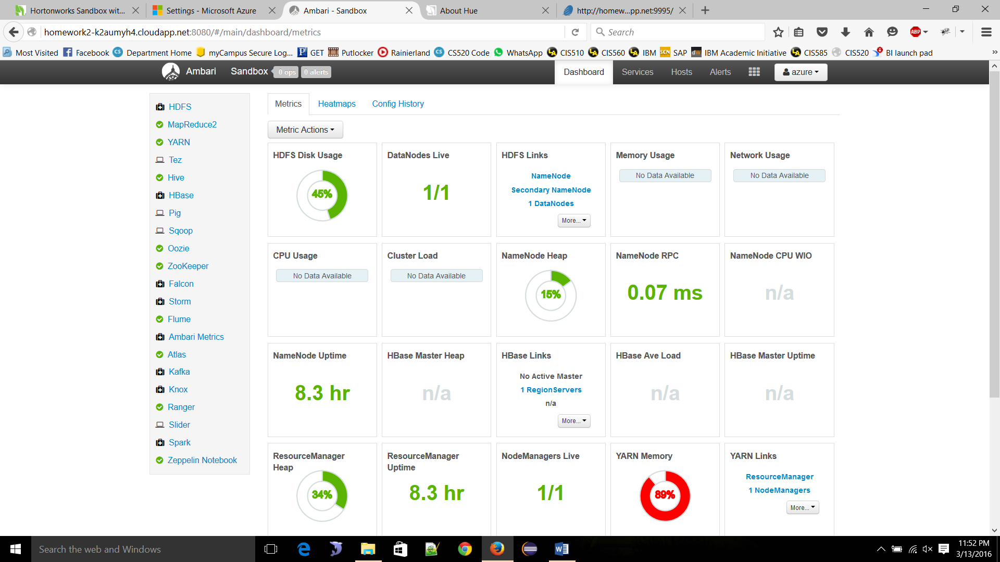 Hortonworks Sandbox wit...
Settings - Microsoft Azure
Ambari - Sandbox
About Hue
http://homew...pp.net:9995/
homework2-k2aumyh4.cloudapp.net:8080/#/main/dashboard/metrics
Search
ABP
Most Visited
Facebook
Department Home
myCampus Secure Log...
GET
Putlocker
Rainierland
CS520 Code
WhatsApp
CIS510
CIS560
IBM
SAP
IBM Academic Initiative
CIS585
CIS520
BI launch pad
Ambari
Sandbox
0 ops
0 alerts
Dashboard
Services
Hosts
Alerts
azure
HDFS
MapReduce2
YARN
Tez
Hive
HBase
Pig
Sqoop
Oozie
ZooKeeper
Falcon
Storm
Flume
Ambari Metrics
Atlas
Kafka
Knox
Ranger
Slider
Spark
Zeppelin Notebook
Metrics
Heatmaps
Config History
Metric Actions
HDFS Disk Usage
45%
DataNodes Live
1/1
HDFS Links
NameNode
Secondary NameNode
1 DataNodes
More...
Memory Usage
No Data Available
Network Usage
No Data Available
CPU Usage
No Data Available
Cluster Load
No Data Available
NameNode Heap
15%
NameNode RPC
0.07 ms
NameNode CPU WIO
n/a
NameNode Uptime
8.3 hr
HBase Master Heap
n/a
HBase Links
No Active Master
1 RegionServers
n/a
More...
HBase Ave Load
n/a
HBase Master Uptime
n/a
ResourceManager
Heap
34%
ResourceManager
Uptime
8.3 hr
NodeManagers Live
1/1
YARN Memory
89%
YARN Links
ResourceManager
1 NodeManagers
More...
Search the web and Windows
11:52 PM
3/13/2016